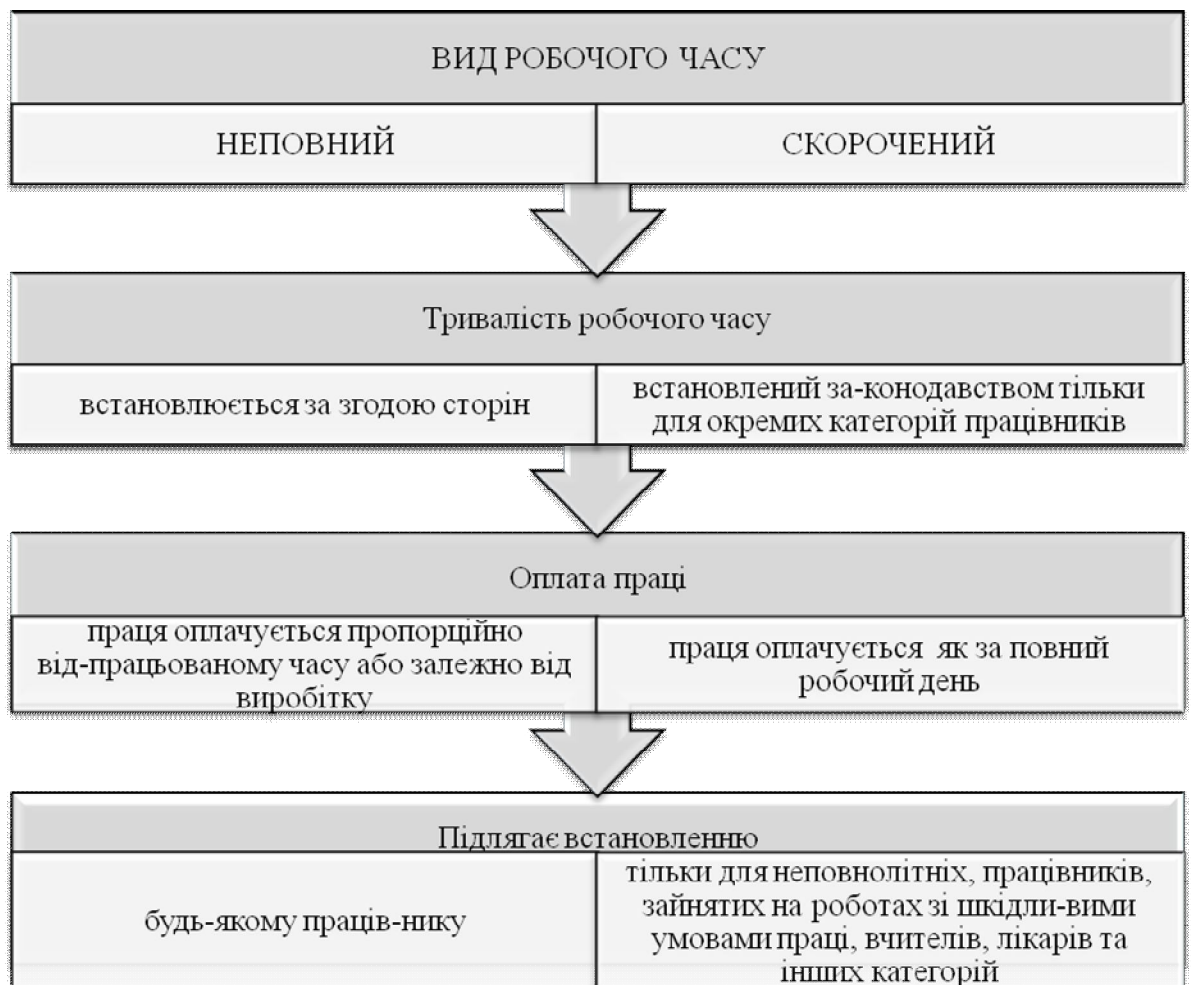 ВИД РОБОЧОГО ЧАСУ
НЕПОВНИЙ
СКОРОЧЕНИЙ
Тривалість робочого часу
встановлюється за згодою сторін
встановлений за-конодавством тільки
для окремих категорій працівників
Оплата праці
праця оплачується пропорційно
від-працьованому часу або залежно від
виробітку
праця оплачується як за повний
робочий день
Підлягає встановленню
будь-якому праців-нику
тільки для неповнолітніх, працівників,
зайнятих на роботах зі шкідли-вими
умовами праці, вчителів, лікарів та
інших категорій